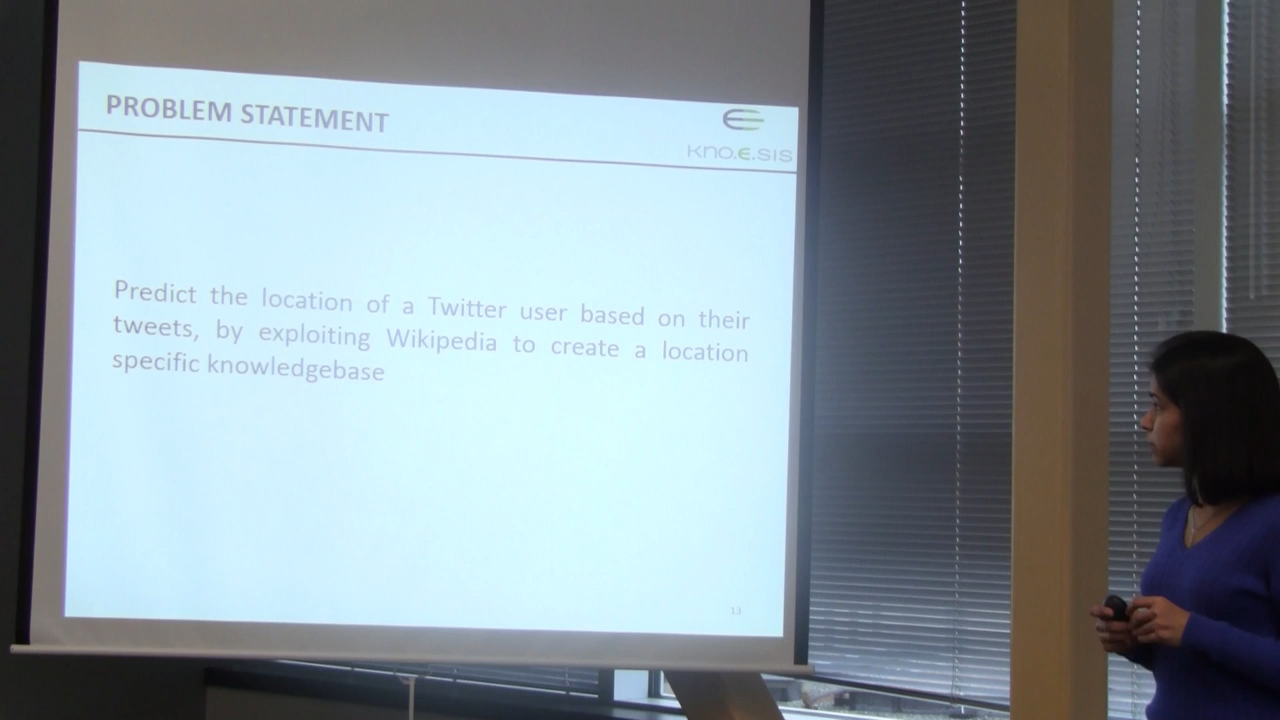 PROBLEM STATEMENT
kno.e.sis
Predict the location of a Twitter user based on their
tweets, by exploiting Wikipedia to create a location
specific knowledgebase
13